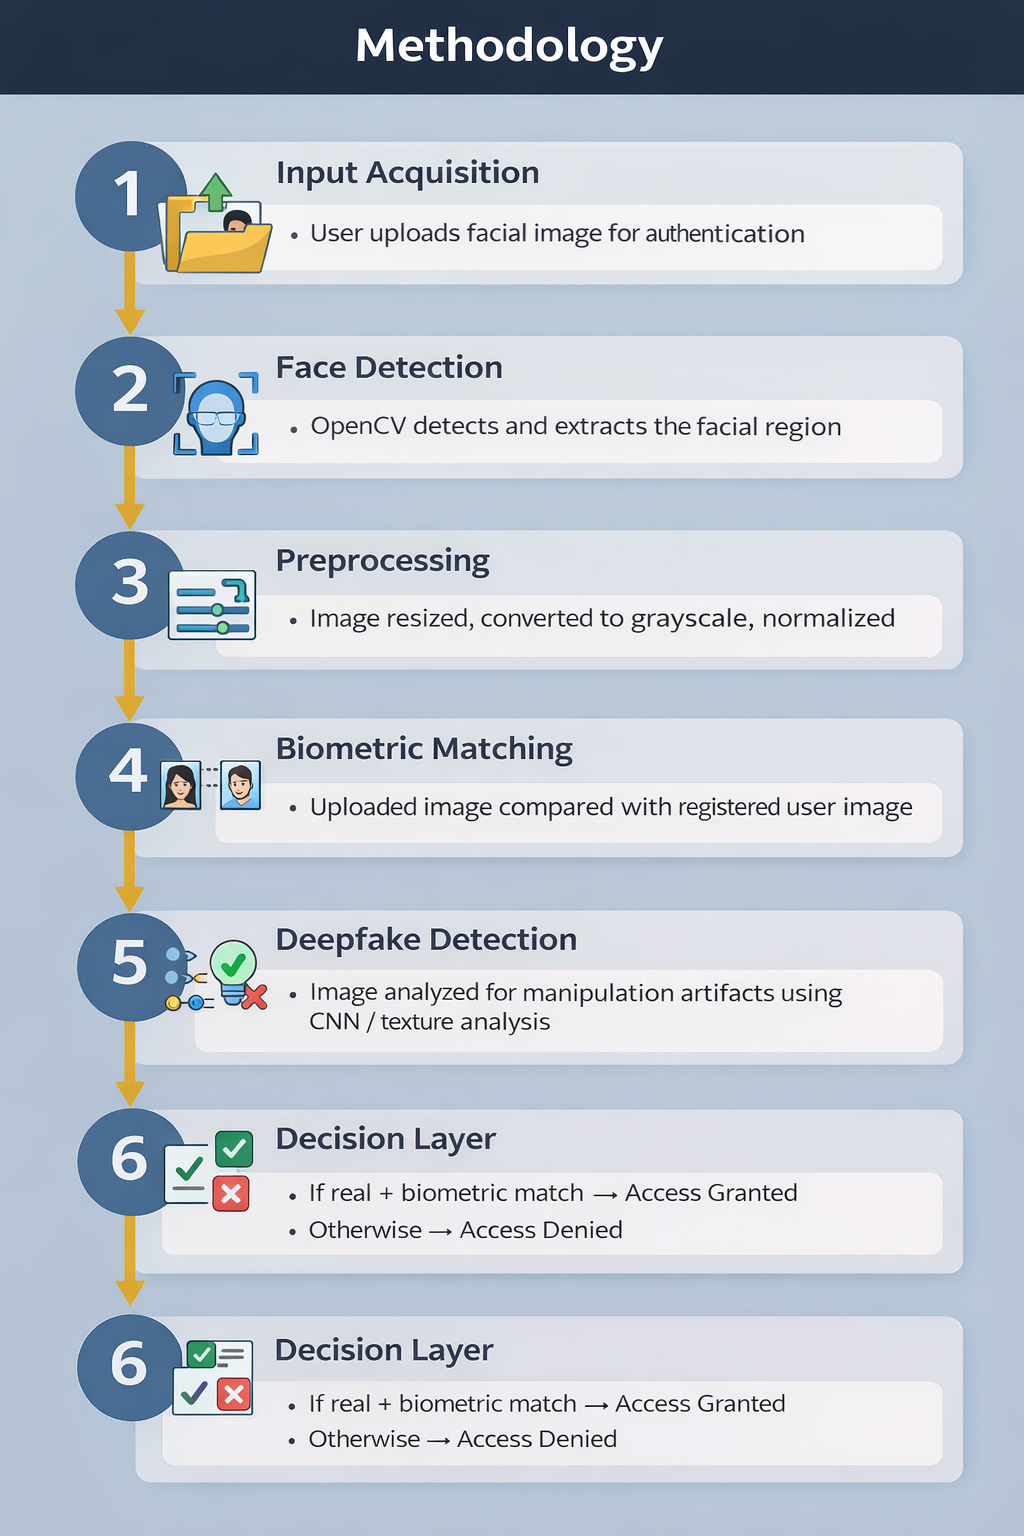 Methodology
1
Input Acquisition
• User uploads facial image for authentication
2
Face Detection
• OpenCV detects and extracts the facial region
3
Preprocessing
• Image resized, converted to grayscale, normalized
4
Biometric Matching
• Uploaded image compared with registered user image
5
Deepfake Detection
• Image analyzed for manipulation artifacts using
CNN / texture analysis
6
Decision Layer
• If real + biometric match → Access Granted
• Otherwise → Access Denied
6
Decision Layer
• If real + biometric match → Access Granted
• Otherwise → Access Denied